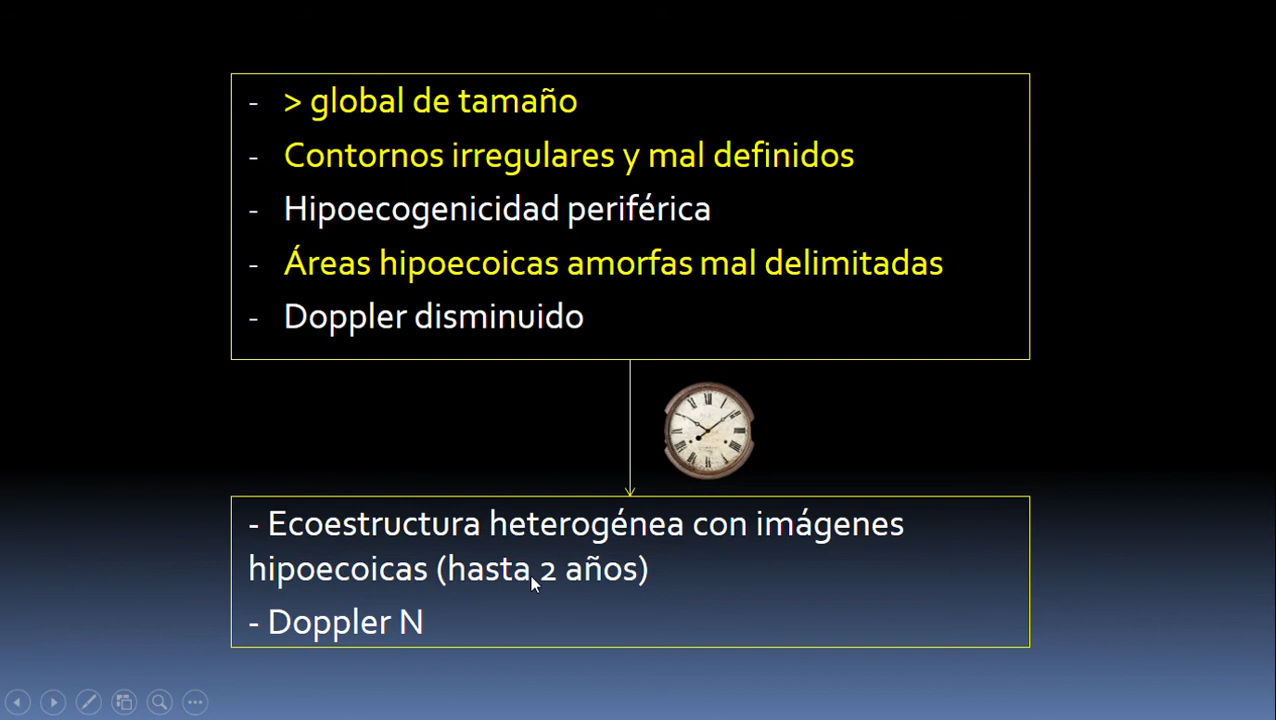 - > global de tamaño
- Contornos irregulares y mal definidos
- Hipoecogenicidad periférica
- Áreas hipoecoicas amorfas mal delimitadas
- Doppler disminuido
- Ecoestructura heterogénea con imágenes
hipoecoicas (hasta 2 años)
- Doppler N